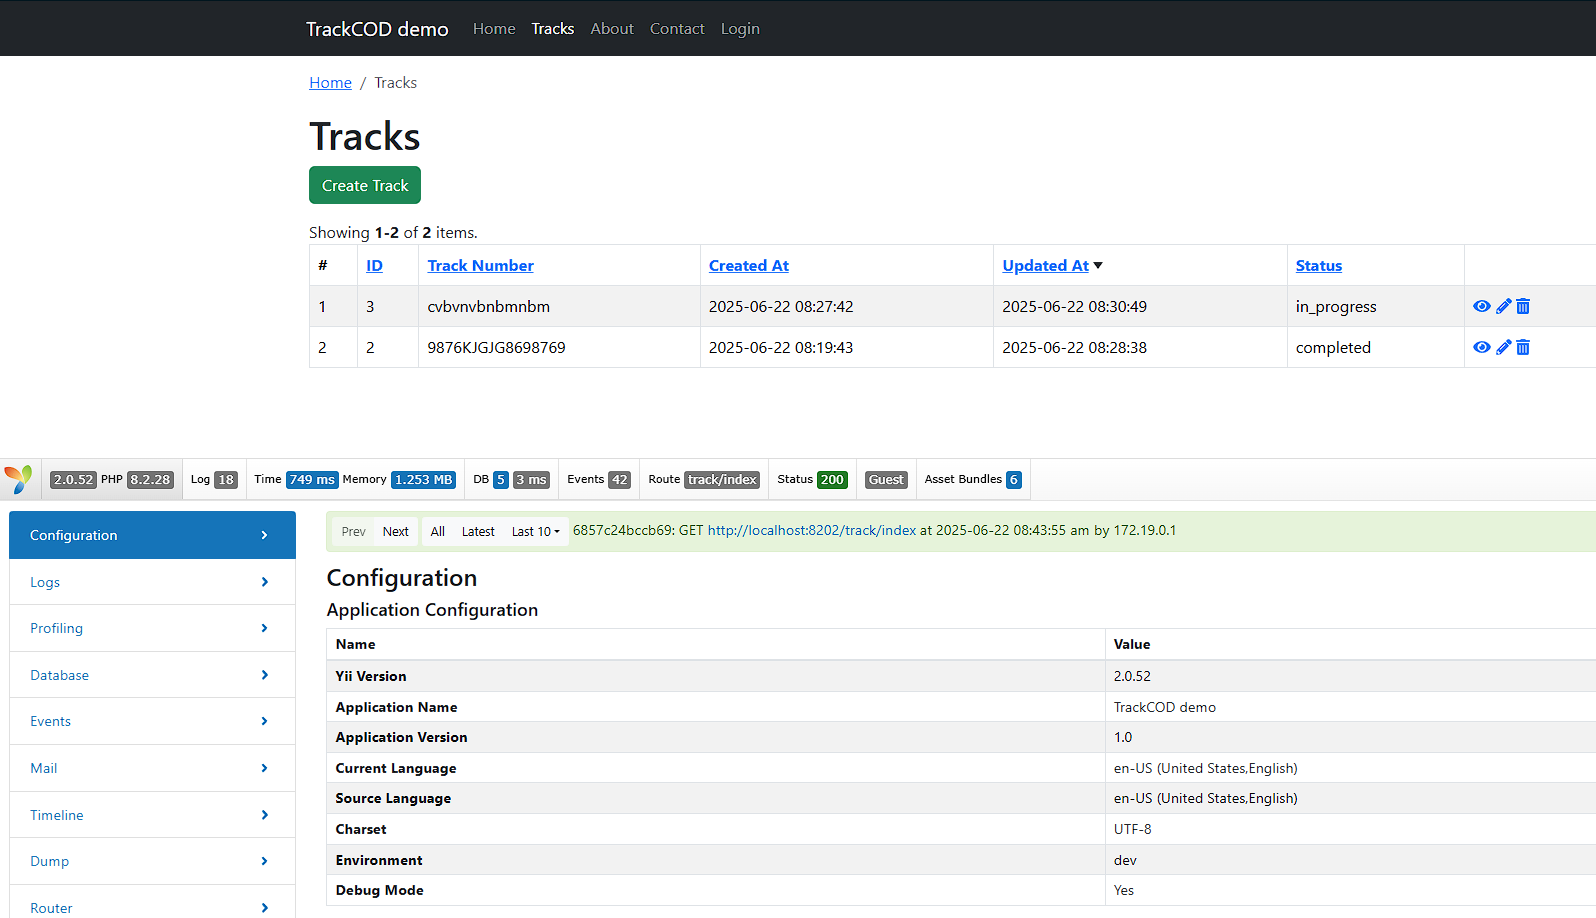 TrackCOD demo Home Tracks About Contact Login
Home / Tracks
Tracks
Create Track
Showing 1-2 of 2 items.
# ID Track Number Created At Updated At Status
1 3 cvbvnvbnbmnbm 2025-06-22 08:27:42 2025-06-22 08:30:49 in_progress
2 2 9876KJGJG8698769 2025-06-22 08:19:43 2025-06-22 08:28:38 completed
2.0.52 PHP 8.2.28 Log 18 Time 749 ms Memory 1.253 MB DB 5 3 ms Events 42 Route track/index Status 200 Guest Asset Bundles 6
Configuration
Logs
Profiling
Database
Events
Mail
Timeline
Dump
Router
Prev Next All Latest Last 10 6857c24bccb69: GET http://localhost:8202/track/index at 2025-06-22 08:43:55 am by 172.19.0.1
Configuration
Application Configuration
Name Value
Yii Version 2.0.52
Application Name TrackCOD demo
Application Version 1.0
Current Language en-US (United States,English)
Source Language en-US (United States,English)
Charset UTF-8
Environment dev
Debug Mode Yes